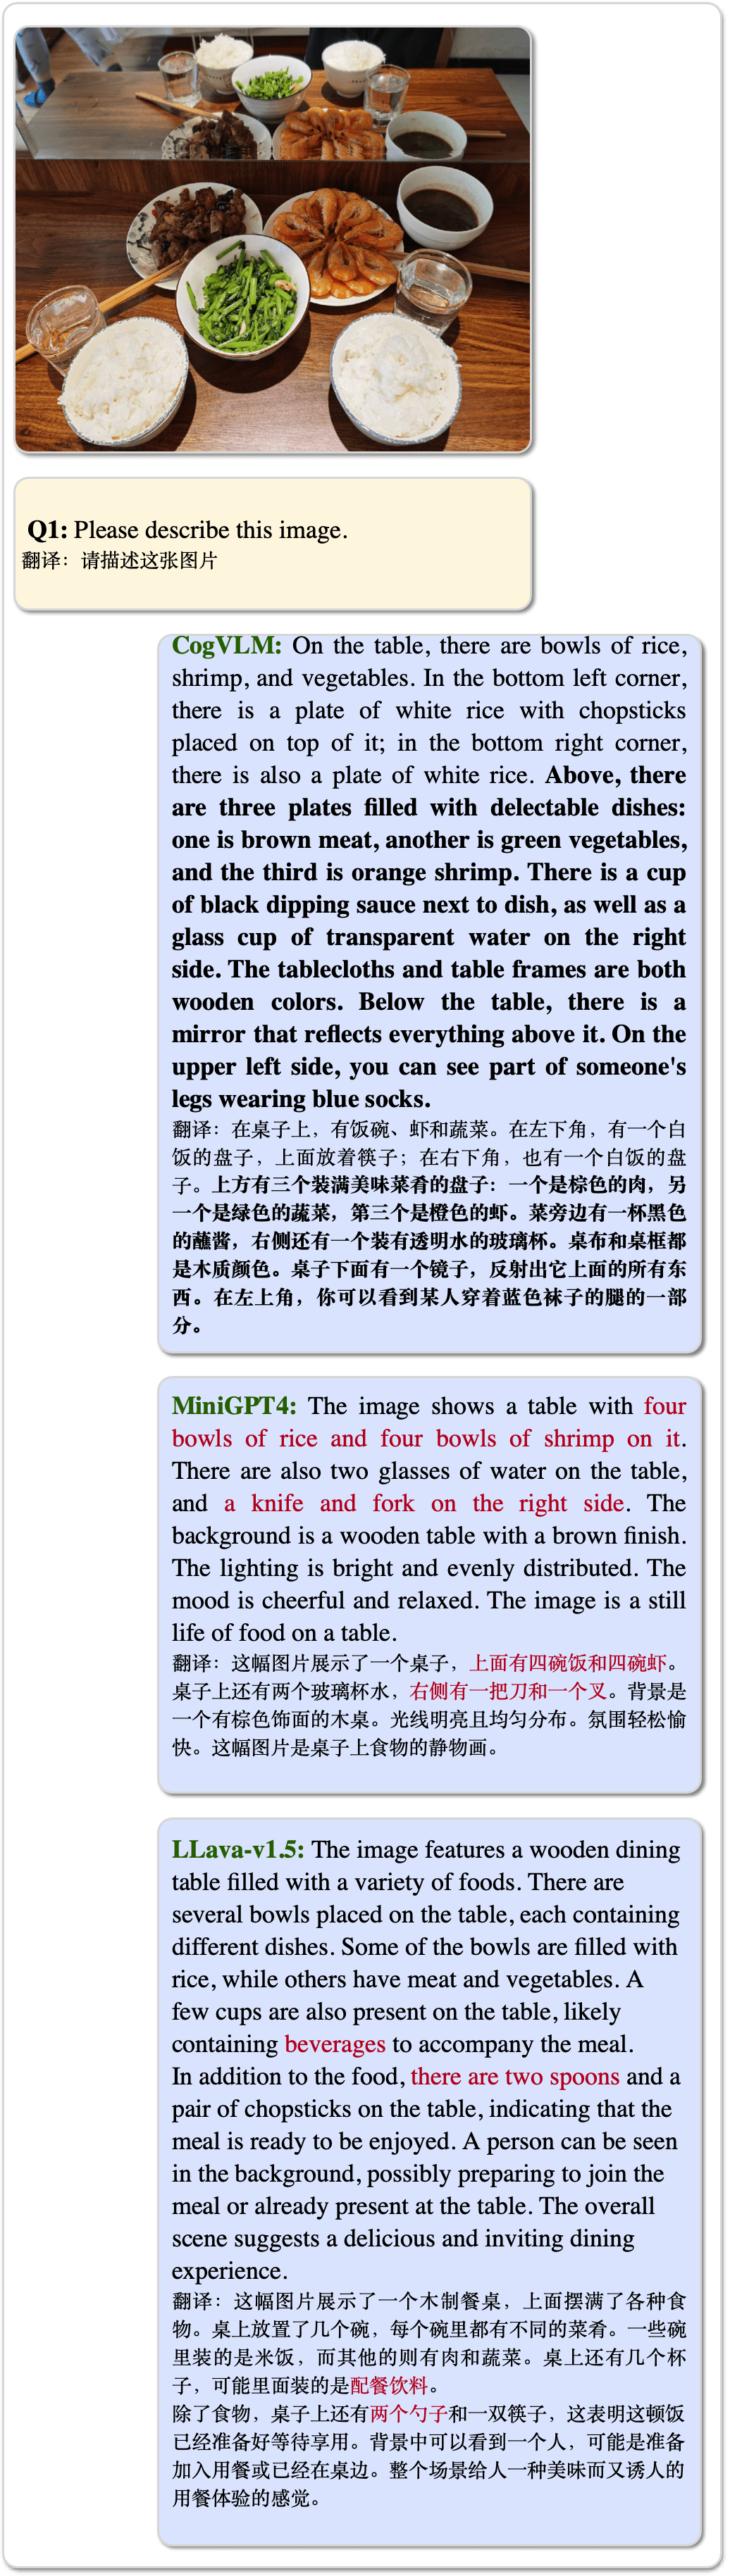 Q1: Please describe this image.
翻译：请描述这张图片
CogVLM: On the table, there are bowls of rice,
shrimp, and vegetables. In the bottom left corner,
there is a plate of white rice with chopsticks
placed on top of it; in the bottom right corner,
there is also a plate of white rice. Above, there
are three plates filled with delectable dishes:
one is brown meat, another is green vegetables,
and the third is orange shrimp. There is a cup
of black dipping sauce next to dish, as well as a
glass cup of transparent water on the right
side. The tablecloths and table frames are both
wooden colors. Below the table, there is a
mirror that reflects everything above it. On the
upper left side, you can see part of someone's
legs wearing blue socks.
翻译：在桌子上，有饭碗、虾和蔬菜。在左下角，有一个白
饭的盘子，上面放着筷子；在右下角，也有一个白饭的盘
子。上方有三个装满美味菜肴的盘子：一个是棕色的肉，另
一个是绿色的蔬菜，第三个是橙色的虾。菜旁边有一杯黑色
的蘸酱，右侧还有一个装有透明水的玻璃杯。桌布和桌框都
是木质颜色。桌子下面有一个镜子，反射出它上面的所有东
西。在左上角，你可以看到某人穿着蓝色袜子的腿的一部
分。
MiniGPT4: The image shows a table with four
bowls of rice and four bowls of shrimp on it.
There are also two glasses of water on the table,
and a knife and fork on the right side. The
background is a wooden table with a brown finish.
The lighting is bright and evenly distributed. The
mood is cheerful and relaxed. The image is a still
life of food on a table.
翻译：这幅图片展示了一个桌子，上面有四碗饭和四碗虾。
桌子上还有两个玻璃杯水，右侧有一把刀和一个叉。背景是
一个有棕色饰面的木桌。光线明亮且均匀分布。氛围轻松愉
快。这幅图片是桌子上食物的静物画。
LLava-v1.5: The image features a wooden dining
table filled with a variety of foods. There are
several bowls placed on the table, each containing
different dishes. Some of the bowls are filled with
rice, while others have meat and vegetables. A
few cups are also present on the table, likely
containing beverages to accompany the meal.
In addition to the food, there are two spoons and a
pair of chopsticks on the table, indicating that the
meal is ready to be enjoyed. A person can be seen
in the background, possibly preparing to join the
meal or already present at the table. The overall
scene suggests a delicious and inviting dining
experience.
翻译：这幅图片展示了一个木制餐桌，上面摆满了各种食
物。桌上放置了几个碗，每个碗里都有不同的菜肴。一些碗
里装的是米饭，而其他的则有肉和蔬菜。桌上还有几个杯
子，可能里面装的是配餐饮料。
除了食物，桌子上还有两个勺子和一双筷子，这表明这顿饭
已经准备好等待享用。背景中可以看到一个人，可能是准备
加入用餐或已经在桌边。整个场景给人一种美味而又诱人的
用餐体验的感觉。